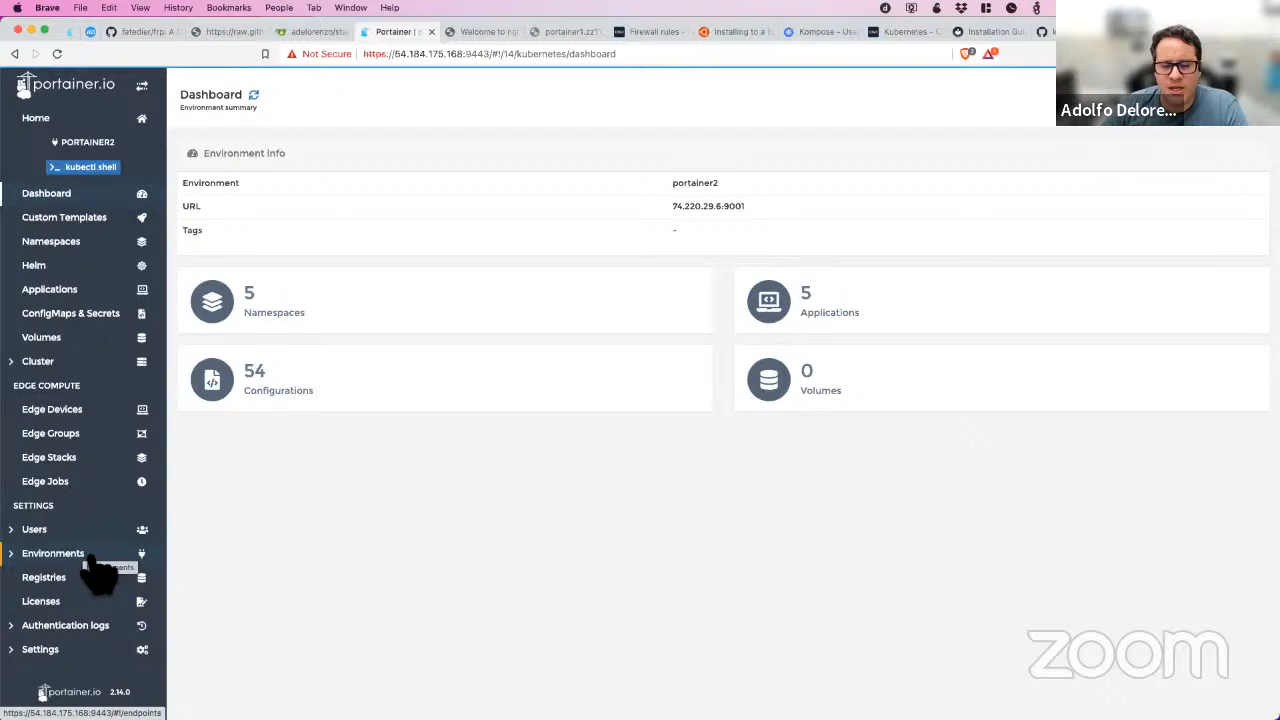 Brave File Edit View History Bookmarks People Tab Window Help
fatedier/frp: A
https://raw.gith
adelorenzo/sta
Portainer |
Welcome to ngi
portainer1.zz11
Firewall rules -
Installing to a lo
Kompose - Use
Kubernetes - C
Installation Guid
Not Secure https://54.184.175.168:9443/#!/14/kubernetes/dashboard
Adolfo Delore...
portainer.io
Home
PORTAINER2
>_ kubectl shell
Dashboard
Custom Templates
Namespaces
Helm
Applications
ConfigMaps & Secrets
Volumes
Cluster
EDGE COMPUTE
Edge Devices
Edge Groups
Edge Stacks
Edge Jobs
SETTINGS
Users
Environments
Registries
Licenses
Authentication logs
Settings
portainer.io 2.14.0
https://54.184.175.168:9443/#!/endpoints
Dashboard
Environment summary
Environment info
Environment portainer2
URL 74.220.29.6:9001
Tags -
5
Namespaces
5
Applications
54
Configurations
0
Volumes
zoom